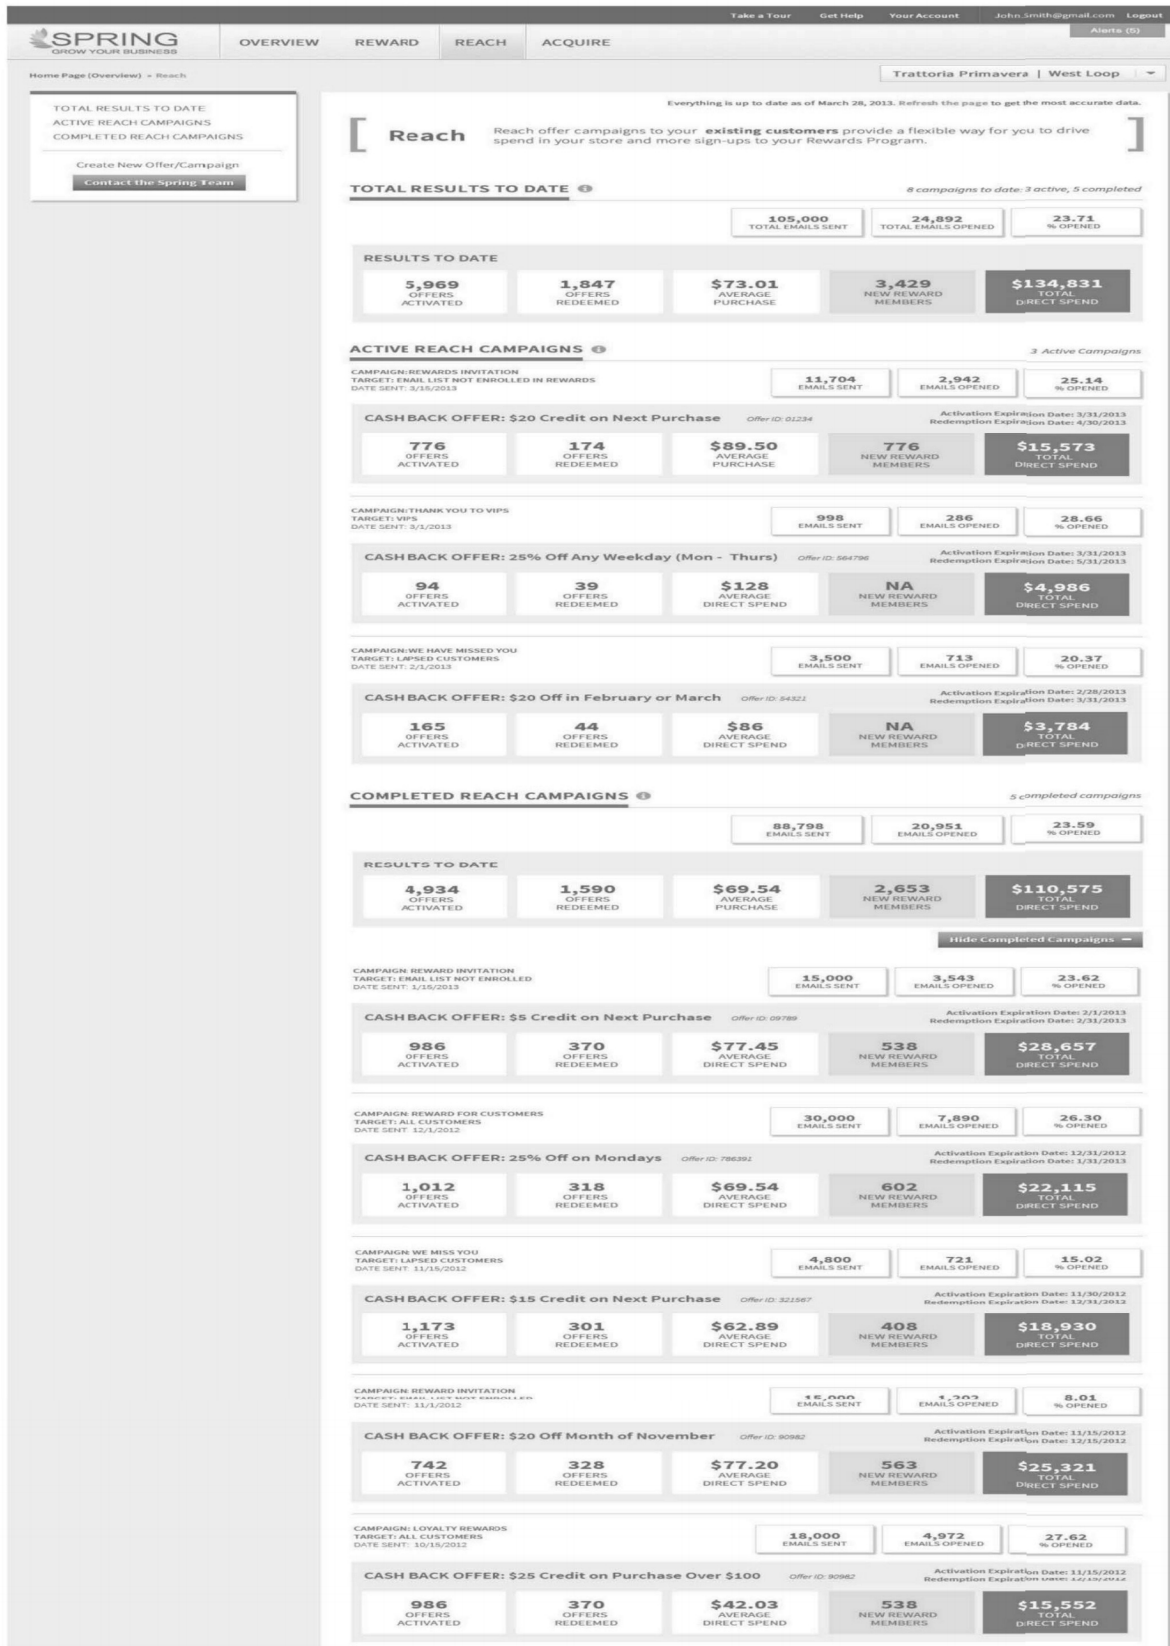 Take a Tour Get Help Your Account John.Smith@gmail.com Logout
Alerts (5)
SPRING
GROW YOUR BUSINESS
OVERVIEW REWARD REACH ACQUIRE
Home Page (Overview) » Reach
Trattoria Primavera | West Loop
TOTAL RESULTS TO DATE
ACTIVE REACH CAMPAIGNS
COMPLETED REACH CAMPAIGNS
Create New Offer/Campaign
Contact the Spring Team
Everything is up to date as of March 28, 2013. Refresh the page to get the most accurate data.
Reach
Reach offer campaigns to your existing customers provide a flexible way for you to drive
spend in your store and more sign-ups to your Rewards Program.
TOTAL RESULTS TO DATE
8 campaigns to date: 3 active, 5 completed
105,000 24,892 23.71
TOTAL EMAILS SENT TOTAL EMAILS OPENED % OPENED
RESULTS TO DATE
5,969 1,847 $73.01 3,429 $134,831
OFFERS OFFERS AVERAGE NEW REWARD TOTAL
ACTIVATED REDEEMED PURCHASE MEMBERS DIRECT SPEND
ACTIVE REACH CAMPAIGNS
3 Active Campaigns
CAMPAIGN: REWARDS INVITATION
TARGET: EMAIL LIST NOT ENROLLED IN REWARDS
DATE SENT: 3/15/2013
11,704 2,942 25.14
EMAILS SENT EMAILS OPENED % OPENED
CASH BACK OFFER: $20 Credit on Next Purchase Offer ID: 01234
Activation Expiration Date: 3/31/2013
Redemption Expiration Date: 4/30/2013
776 174 $89.50 776 $15,573
OFFERS OFFERS AVERAGE NEW REWARD TOTAL
ACTIVATED REDEEMED PURCHASE MEMBERS DIRECT SPEND
CAMPAIGN: THANK YOU TO VIPS
TARGET: VIPS
DATE SENT: 3/1/2013
998 286 28.66
EMAILS SENT EMAILS OPENED % OPENED
CASH BACK OFFER: 25% Off Any Weekday (Mon - Thurs) Offer ID: 564796
Activation Expiration Date: 3/31/2013
Redemption Expiration Date: 5/31/2013
94 39 $128 NA $4,986
OFFERS OFFERS AVERAGE NEW REWARD TOTAL
ACTIVATED REDEEMED DIRECT SPEND MEMBERS DIRECT SPEND
CAMPAIGN: WE HAVE MISSED YOU
TARGET: LAPSED CUSTOMERS
DATE SENT: 2/1/2013
3,500 713 20.37
EMAILS SENT EMAILS OPENED % OPENED
CASH BACK OFFER: $20 Off in February or March Offer ID: 54321
Activation Expiration Date: 2/28/2013
Redemption Expiration Date: 3/31/2013
165 44 $86 NA $3,784
OFFERS OFFERS AVERAGE NEW REWARD TOTAL
ACTIVATED REDEEMED DIRECT SPEND MEMBERS DIRECT SPEND
COMPLETED REACH CAMPAIGNS
5 completed campaigns
88,798 20,951 23.59
EMAILS SENT EMAILS OPENED % OPENED
RESULTS TO DATE
4,934 1,590 $69.54 2,653 $110,575
OFFERS OFFERS AVERAGE NEW REWARD TOTAL
ACTIVATED REDEEMED PURCHASE MEMBERS DIRECT SPEND
Hide Completed Campaigns −
CAMPAIGN: REWARD INVITATION
TARGET: EMAIL LIST NOT ENROLLED
DATE SENT: 1/15/2013
15,000 3,543 23.62
EMAILS SENT EMAILS OPENED % OPENED
CASH BACK OFFER: $5 Credit on Next Purchase Offer ID: 09789
Activation Expiration Date: 2/1/2013
Redemption Expiration Date: 2/31/2013
986 370 $77.45 538 $28,657
OFFERS OFFERS AVERAGE NEW REWARD TOTAL
ACTIVATED REDEEMED DIRECT SPEND MEMBERS DIRECT SPEND
CAMPAIGN: REWARD FOR CUSTOMERS
TARGET: ALL CUSTOMERS
DATE SENT: 12/1/2012
30,000 7,890 26.30
EMAILS SENT EMAILS OPENED % OPENED
CASH BACK OFFER: 25% Off on Mondays Offer ID: 786391
Activation Expiration Date: 12/31/2012
Redemption Expiration Date: 1/31/2013
1,012 318 $69.54 602 $22,115
OFFERS OFFERS AVERAGE NEW REWARD TOTAL
ACTIVATED REDEEMED DIRECT SPEND MEMBERS DIRECT SPEND
CAMPAIGN: WE MISS YOU
TARGET: LAPSED CUSTOMERS
DATE SENT: 11/15/2012
4,800 721 15.02
EMAILS SENT EMAILS OPENED % OPENED
CASH BACK OFFER: $15 Credit on Next Purchase Offer ID: 321567
Activation Expiration Date: 11/30/2012
Redemption Expiration Date: 12/31/2012
1,173 301 $62.89 408 $18,930
OFFERS OFFERS AVERAGE NEW REWARD TOTAL
ACTIVATED REDEEMED DIRECT SPEND MEMBERS DIRECT SPEND
CAMPAIGN: REWARD INVITATION
TARGET: EMAIL LIST NOT ENROLLED
DATE SENT: 11/1/2012
15,000 8.01
EMAILS SENT EMAILS OPENED % OPENED
CASH BACK OFFER: $20 Off Month of November Offer ID: 90982
Activation Expiration Date: 11/15/2012
Redemption Expiration Date: 12/15/2012
742 328 $77.20 563 $25,321
OFFERS OFFERS AVERAGE NEW REWARD TOTAL
ACTIVATED REDEEMED DIRECT SPEND MEMBERS DIRECT SPEND
CAMPAIGN: LOYALTY REWARDS
TARGET: ALL CUSTOMERS
DATE SENT: 10/15/2012
18,000 4,972 27.62
EMAILS SENT EMAILS OPENED % OPENED
CASH BACK OFFER: $25 Credit on Purchase Over $100 Offer ID: 90982
Activation Expiration Date: 11/15/2012
Redemption Expiration Date: 12/15/2012
986 370 $42.03 538 $15,552
OFFERS OFFERS AVERAGE NEW REWARD TOTAL
ACTIVATED REDEEMED DIRECT SPEND MEMBERS DIRECT SPEND